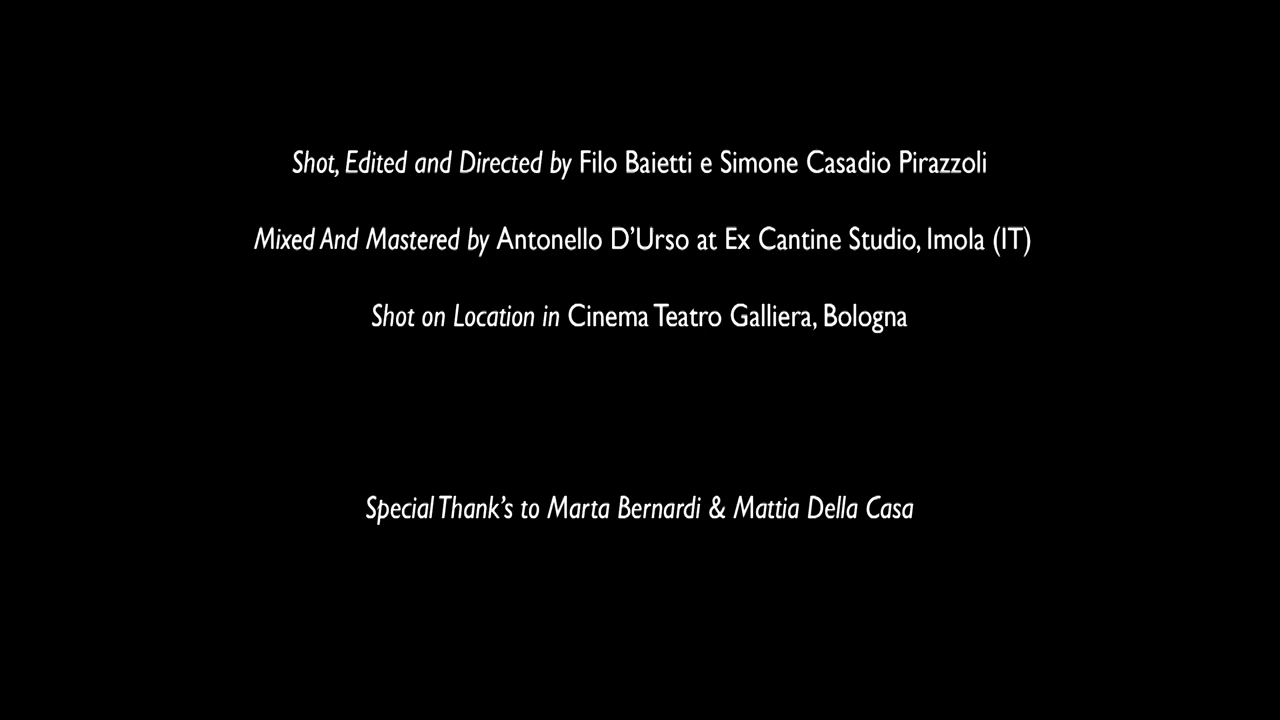 Shot, Edited and Directed by Filo Baietti e Simone Casadio Pirazzoli
Mixed And Mastered by Antonello D’Urso at Ex Cantine Studio, Imola (IT)
Shot on Location in Cinema Teatro Galliera, Bologna
Special Thank’s to Marta Bernardi & Mattia Della Casa